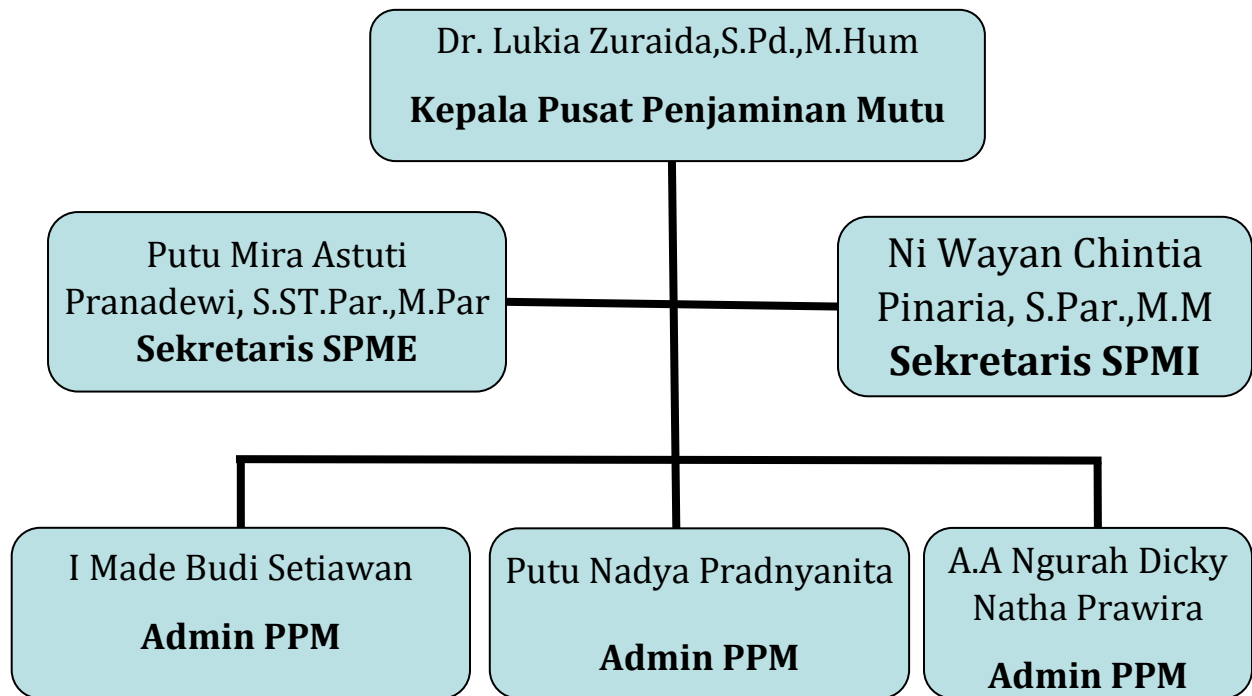 Dr. Lukia Zuraida,S.Pd.,M.Hum
Kepala Pusat Penjaminan Mutu
Putu Mira Astuti
Pranadewi, S.ST.Par.,M.Par
Sekretaris SPME
Ni Wayan Chintia
Pinaria, S.Par.,M.M
Sekretaris SPMI
I Made Budi Setiawan
Admin PPM
Putu Nadya Pradnyanita
Admin PPM
A.A Ngurah Dicky
Natha Prawira
Admin PPM